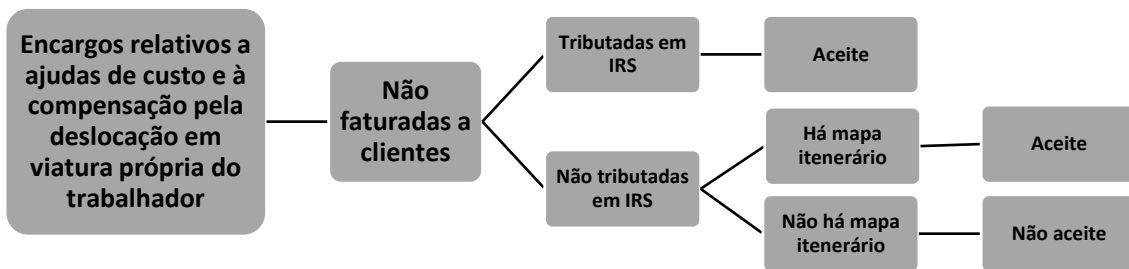 Encargos relativos a
ajudas de custo e à
compensação pela
deslocação em
viatura própria do
trabalhador
Não
faturadas a
clientes
Tributadas em
IRS
Aceite
Não tributadas
em IRS
Há mapa
itenerário
Aceite
Não há mapa
itenerário
Não aceite